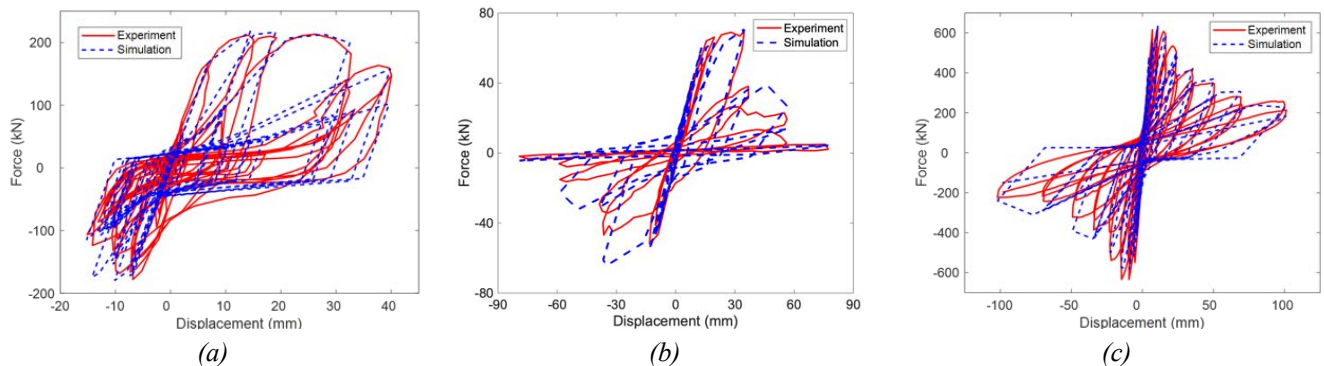 Experiment
Simulation
200
100
0
-100
-200
Force (kN)
-20
-10
0
10
20
30
40
Displacement (mm)
(a)
80
40
0
-40
-80
Force (kN)
Experiment
Simulation
-90
-60
-30
0
30
60
90
Displacement (mm)
(b)
600
400
200
0
-200
-400
-600
Force (kN)
Experiment
Simulation
-100
-50
0
50
100
Displacement (mm)
(c)